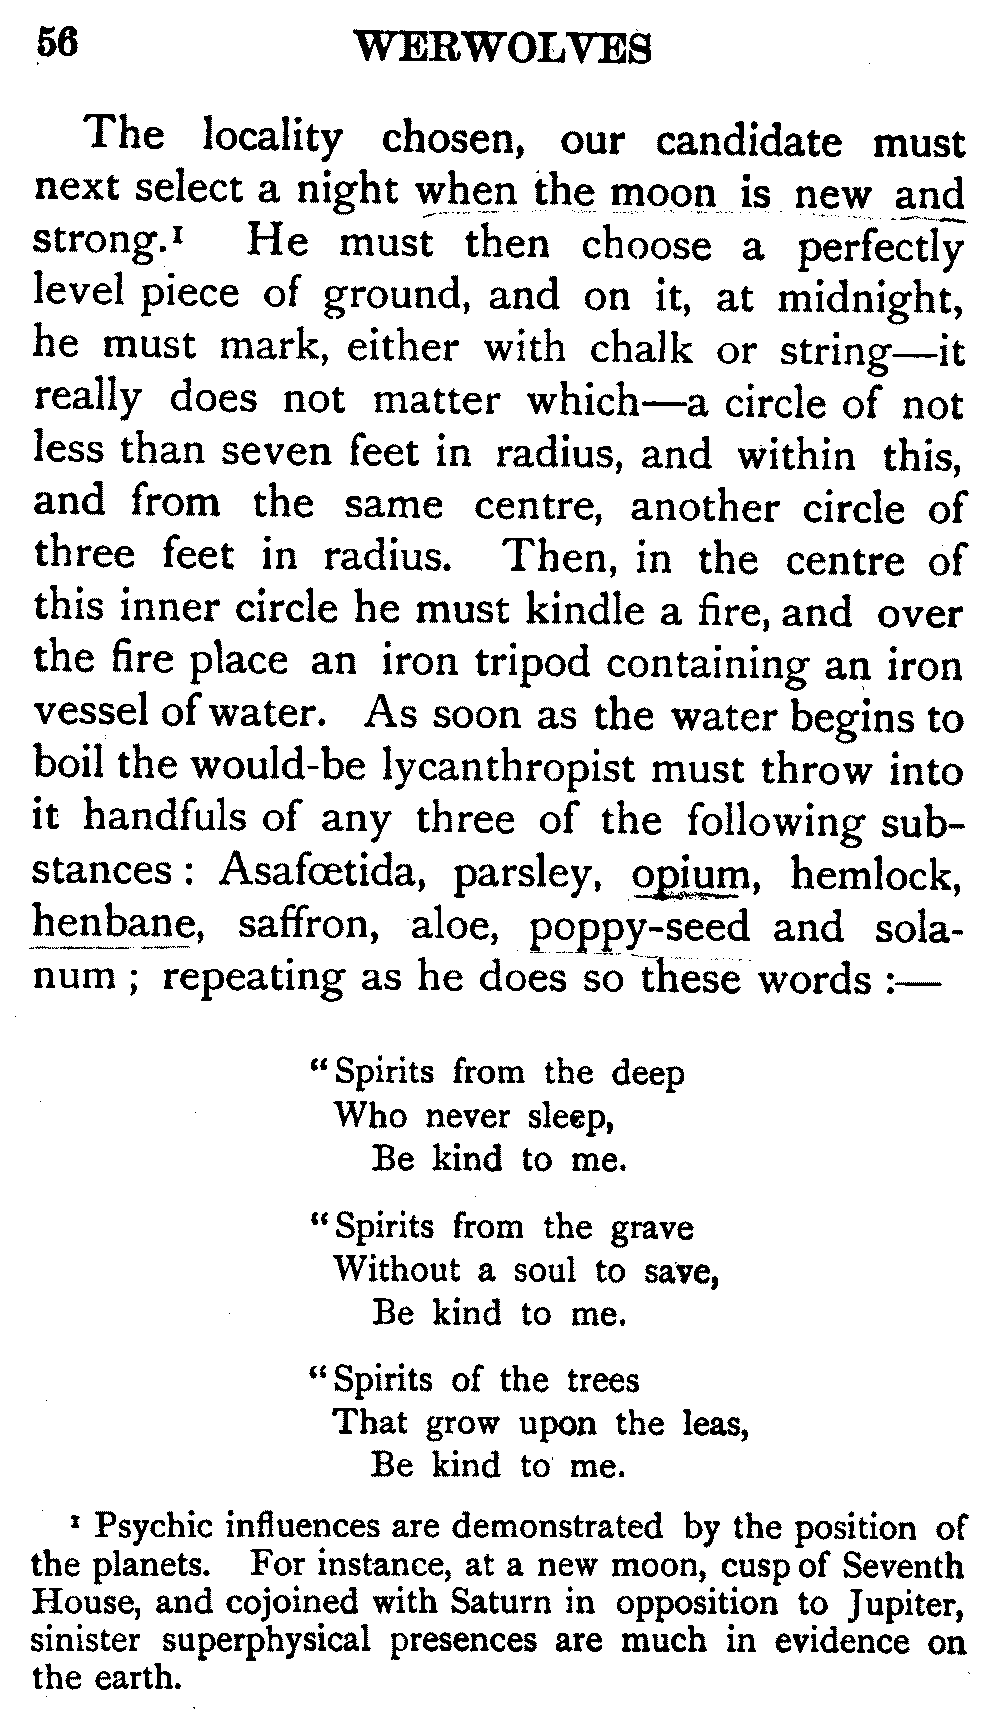 56 WERWOLVES
The locality chosen, our candidate must
next select a night when the moon is new and
strong.¹ He must then choose a perfectly
level piece of ground, and on it, at midnight,
he must mark, either with chalk or string—it
really does not matter which—a circle of not
less than seven feet in radius, and within this,
and from the same centre, another circle of
three feet in radius. Then, in the centre of
this inner circle he must kindle a fire, and over
the fire place an iron tripod containing an iron
vessel of water. As soon as the water begins to
boil the would-be lycanthropist must throw into
it handfuls of any three of the following sub-
stances : Asafœtida, parsley, opium, hemlock,
henbane, saffron, aloe, poppy-seed and sola-
num ; repeating as he does so these words :—
“ Spirits from the deep
Who never sleep,
Be kind to me.
“ Spirits from the grave
Without a soul to save,
Be kind to me.
“ Spirits of the trees
That grow upon the leas,
Be kind to me.
¹ Psychic influences are demonstrated by the position of
the planets. For instance, at a new moon, cusp of Seventh
House, and cojoined with Saturn in opposition to Jupiter,
sinister superphysical presences are much in evidence on
the earth.